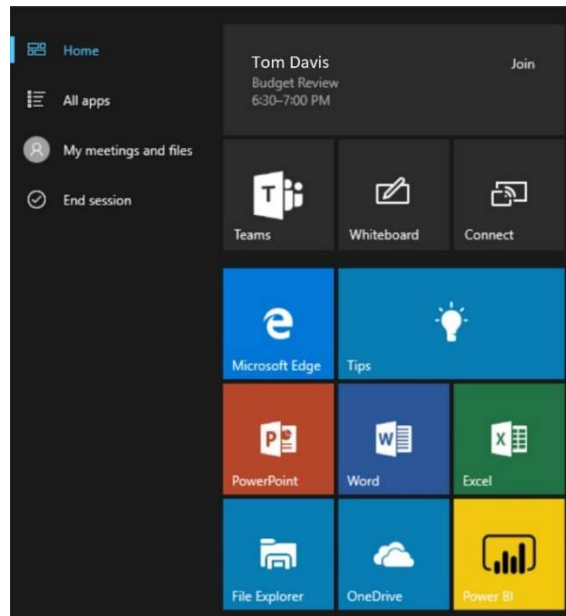 Home
All apps
My meetings and files
End session
Tom Davis
Join
Budget Review
6:30–7:00 PM
Teams
Whiteboard
Connect
Microsoft Edge
Tips
PowerPoint
Word
Excel
File Explorer
OneDrive
Power BI